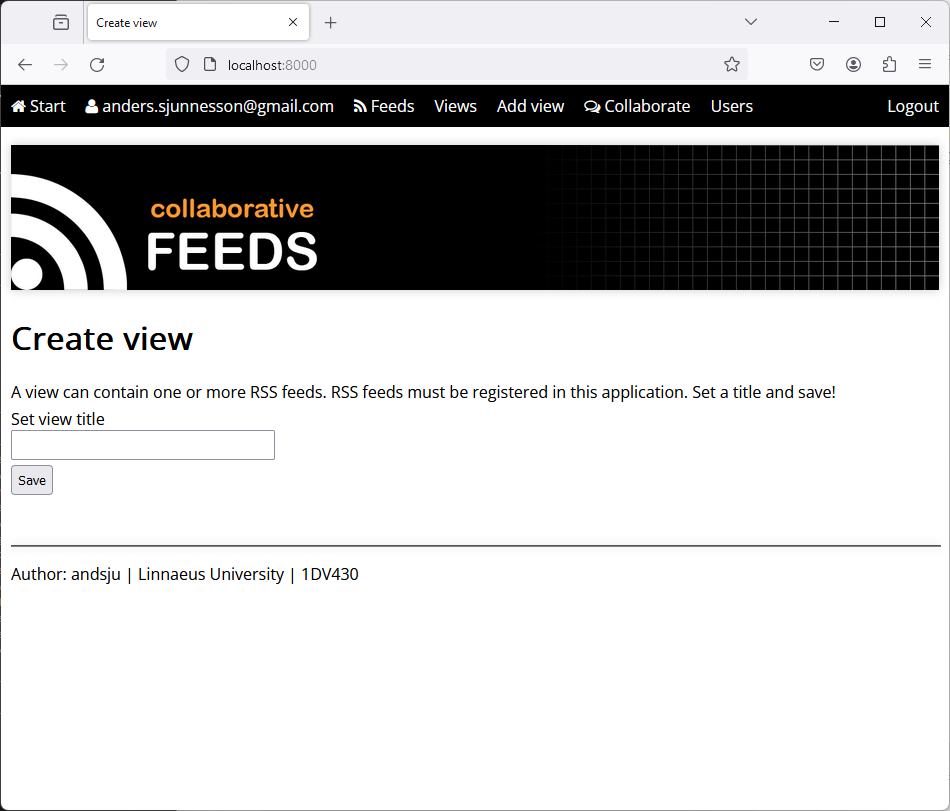 Create view
localhost:8000
Start anders.sjunnesson@gmail.com Feeds Views Add view Collaborate Users Logout
collaborative
FEEDS
Create view
A view can contain one or more RSS feeds. RSS feeds must be registered in this application. Set a title and save!
Set view title
Save
Author: andsju | Linnaeus University | 1DV430